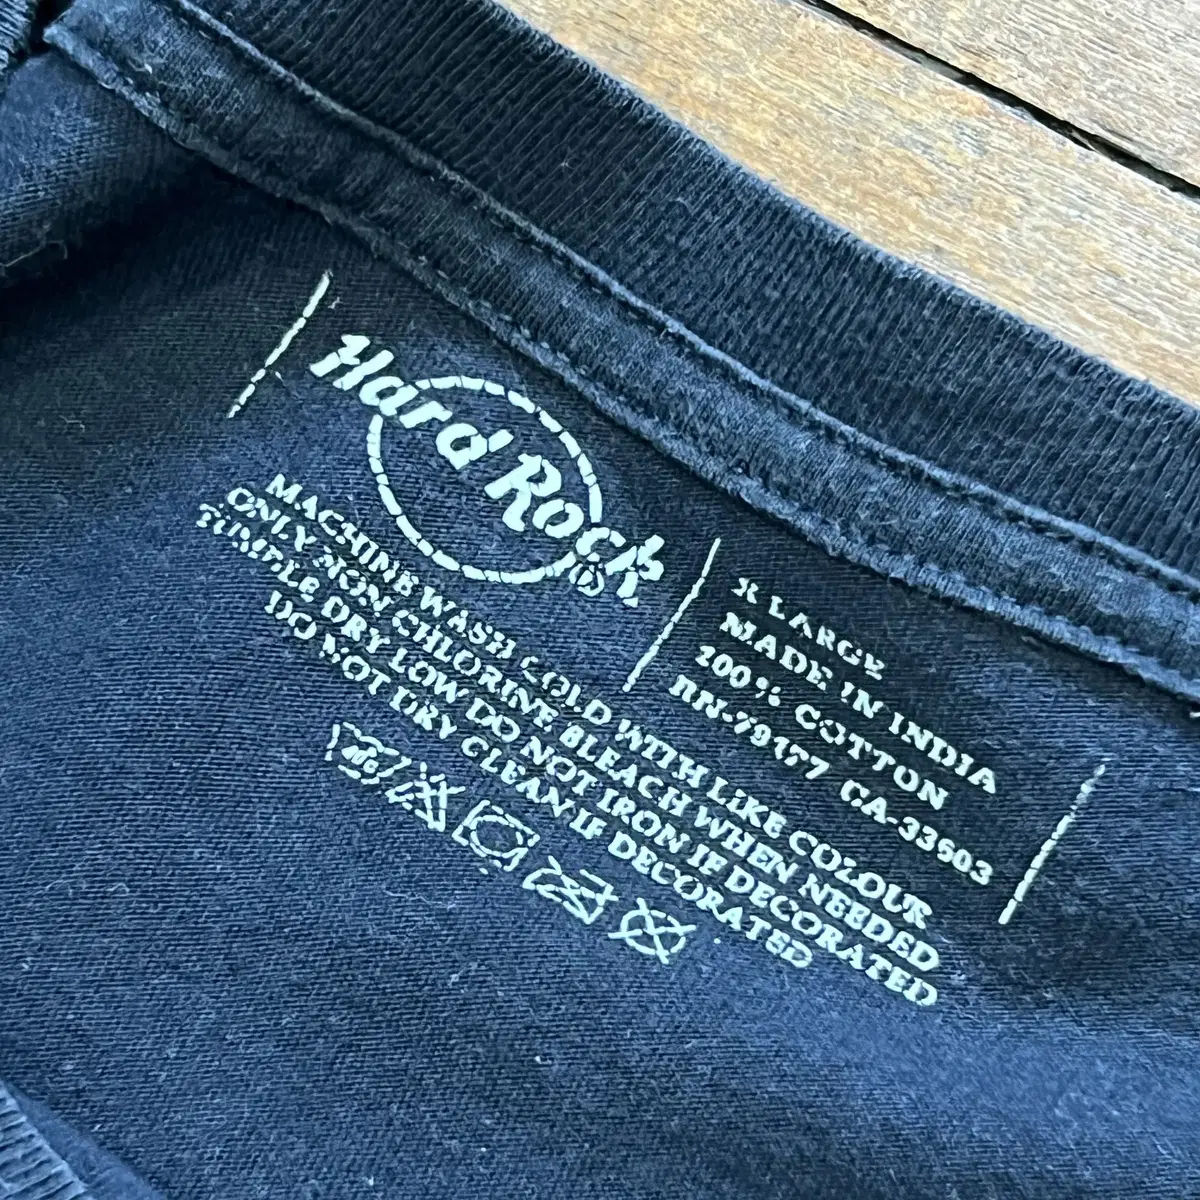 Hard Rock
X LARGE
MADE IN INDIA
100% COTTON
RN-79177 CA-33503
MACHINE WASH COLD WITH LIKE COLOUR
ONLY NON CHLORINE BLEACH WHEN NEEDED
TUMBLE DRY LOW DO NOT IRON IF DECORATED
DO NOT DRY CLEAN IF DECORATED